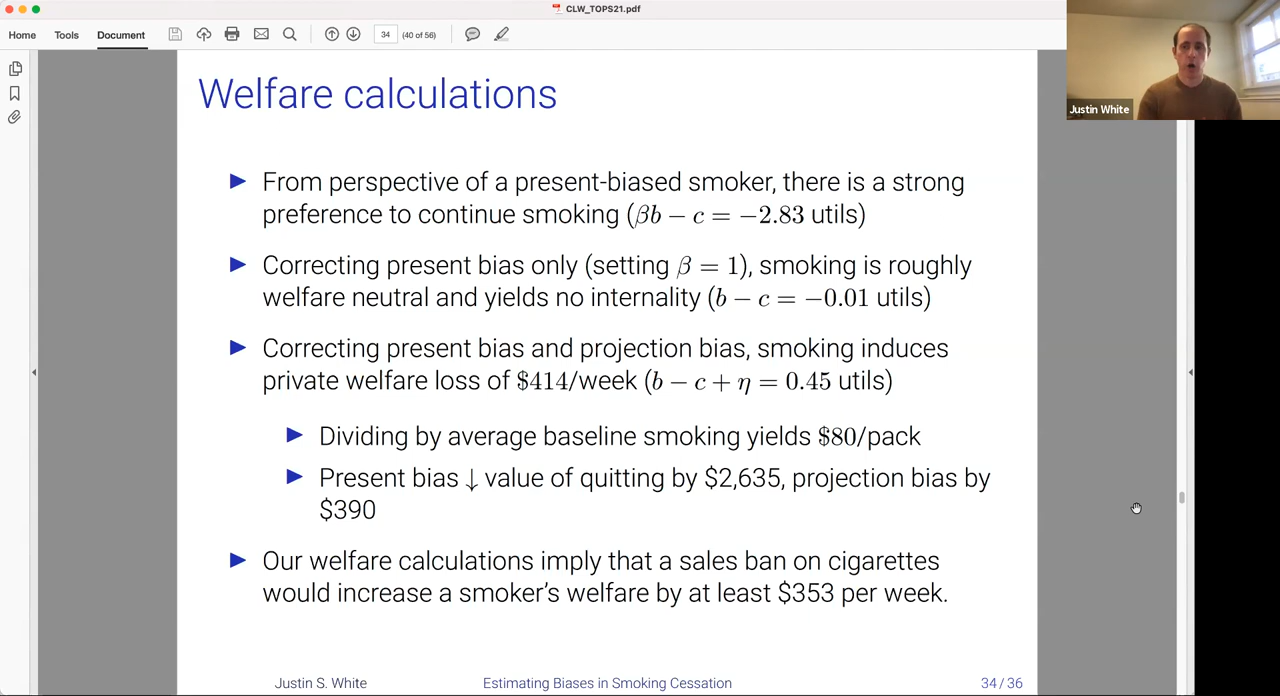 CLW_TOPS21.pdf
Home Tools Document 34 (40 of 56)
Justin White
Welfare calculations
► From perspective of a present-biased smoker, there is a strong
preference to continue smoking (βb − c = −2.83 utils)
► Correcting present bias only (setting β = 1), smoking is roughly
welfare neutral and yields no internality (b − c = −0.01 utils)
► Correcting present bias and projection bias, smoking induces
private welfare loss of $414/week (b − c + η = 0.45 utils)
► Dividing by average baseline smoking yields $80/pack
► Present bias ↓ value of quitting by $2,635, projection bias by
$390
► Our welfare calculations imply that a sales ban on cigarettes
would increase a smoker's welfare by at least $353 per week.
Justin S. White Estimating Biases in Smoking Cessation 34 / 36